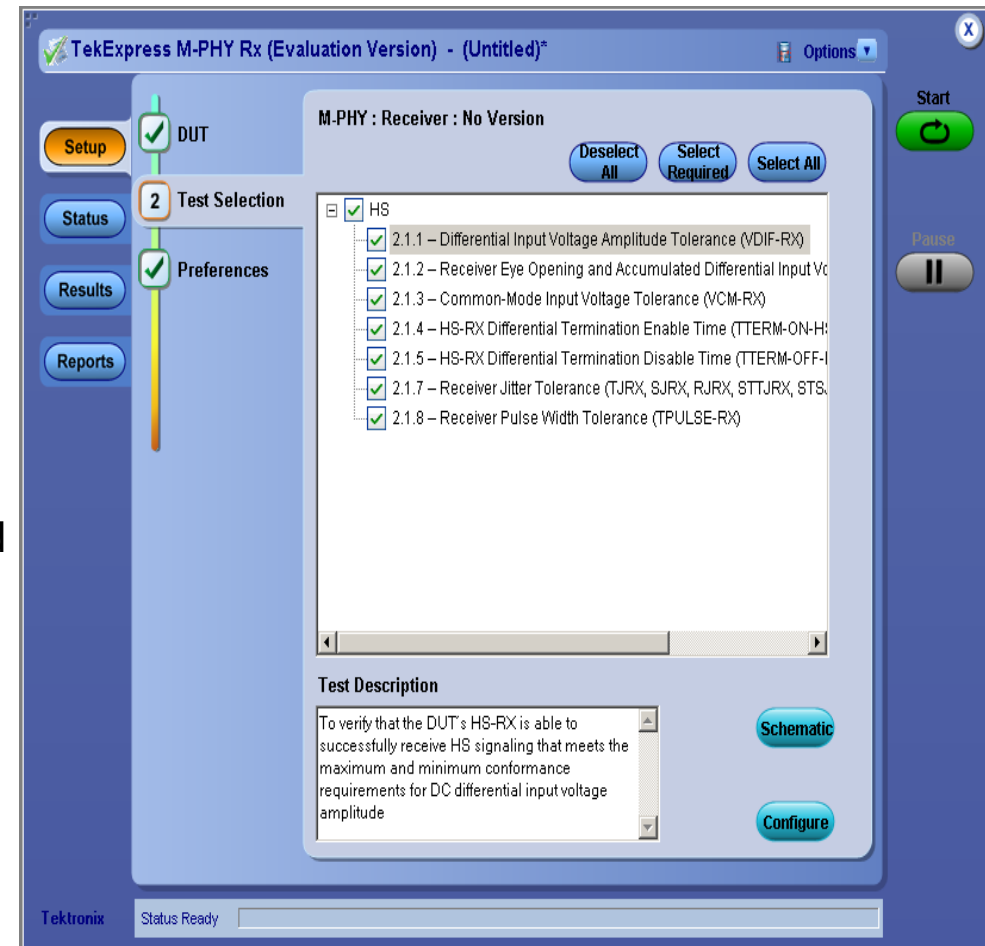 TekExpress M-PHY Rx (Evaluation Version) - (Untitled)*
Options
X
Setup
Status
Results
Reports
DUT
2 Test Selection
Preferences
M-PHY : Receiver : No Version
Deselect All
Select Required
Select All
HS
2.1.1 – Differential Input Voltage Amplitude Tolerance (VDIF-RX)
2.1.2 – Receiver Eye Opening and Accumulated Differential Input
2.1.3 – Common-Mode Input Voltage Tolerance (VCM-RX)
2.1.4 – HS-RX Differential Termination Enable Time (TTERM-ON-
2.1.5 – HS-RX Differential Termination Disable Time (TTERM-OFF-
2.1.7 – Receiver Jitter Tolerance (TJRX, SJRX, RJRX, STTJRX,
2.1.8 – Receiver Pulse Width Tolerance (TPULSE-RX)
Test Description
To verify that the DUT's HS-RX is able to
successfully receive HS signaling that meets the
maximum and minimum conformance
requirements for DC differential input voltage
amplitude
Schematic
Configure
Start
Pause
Tektronix
Status Ready